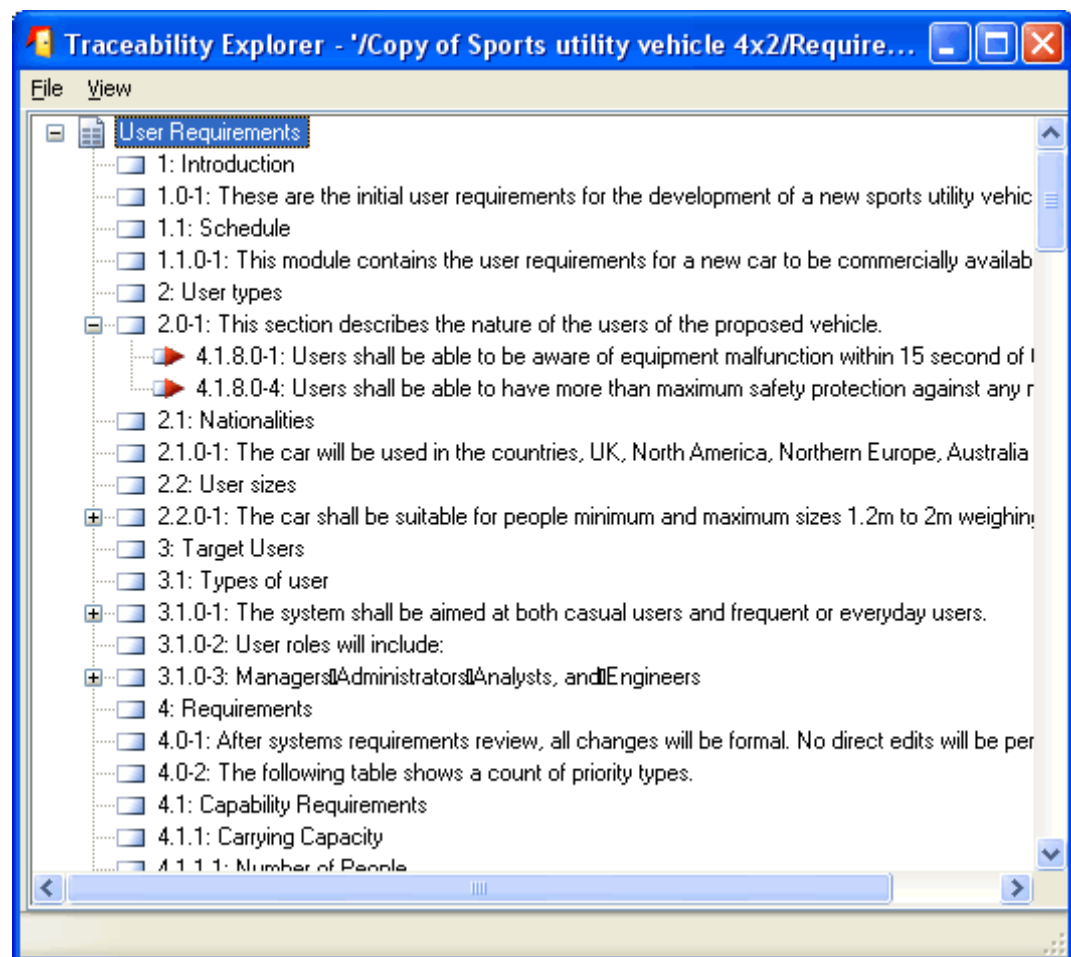 Traceability Explorer - '/Copy of Sports utility vehicle 4x2/Require...
File View
User Requirements
1: Introduction
1.0-1: These are the initial user requirements for the development of a new sports utility vehic
1.1: Schedule
1.1.0-1: This module contains the user requirements for a new car to be commercially availab
2: User types
2.0-1: This section describes the nature of the users of the proposed vehicle.
4.1.8.0-1: Users shall be able to be aware of equipment malfunction within 15 second of
4.1.8.0-4: Users shall be able to have more than maximum safety protection against any
2.1: Nationalities
2.1.0-1: The car will be used in the countries, UK, North America, Northern Europe, Australia
2.2: User sizes
2.2.0-1: The car shall be suitable for people minimum and maximum sizes 1.2m to 2m weighing
3: Target Users
3.1: Types of user
3.1.0-1: The system shall be aimed at both casual users and frequent or everyday users.
3.1.0-2: User roles will include:
3.1.0-3: Managers▯▯Administrators▯▯Analysts, and▯▯Engineers
4: Requirements
4.0-1: After systems requirements review, all changes will be formal. No direct edits will be per
4.0-2: The following table shows a count of priority types.
4.1: Capability Requirements
4.1.1: Carrying Capacity
4.1.1.1: Number of People